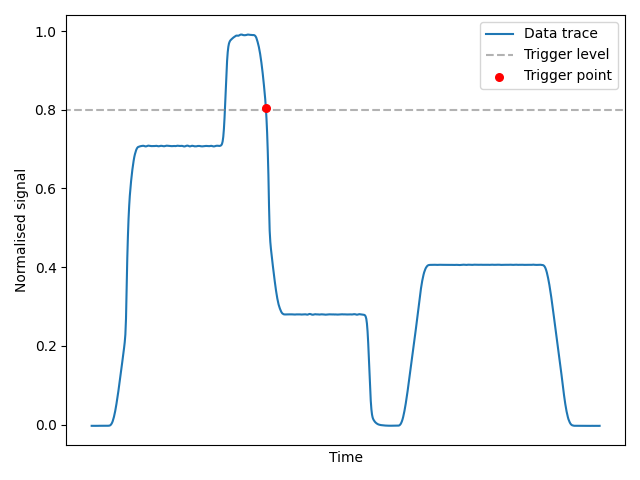 1.0
0.8
0.6
0.4
0.2
0.0
Normalised signal
Time
Data trace
Trigger level
Trigger point